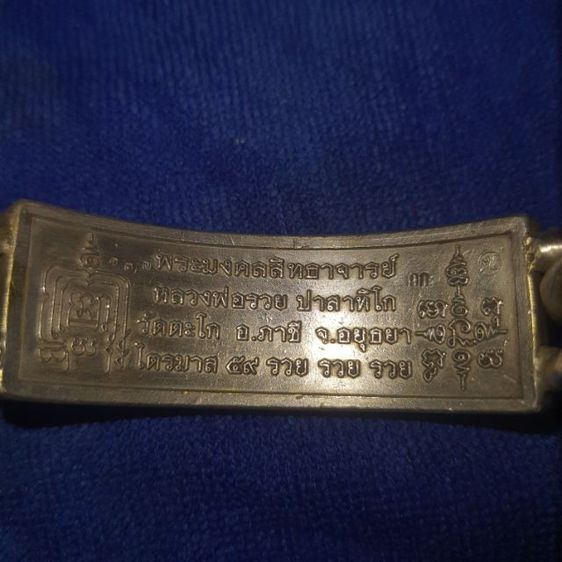 พระมงคลสิทธาจารย์
หลวงพ่อรวย ปาสาทิโก
วัดตะโก อ.ภาชี จ.อยุธยา
ไตรมาส ๕๙ รวย รวย รวย